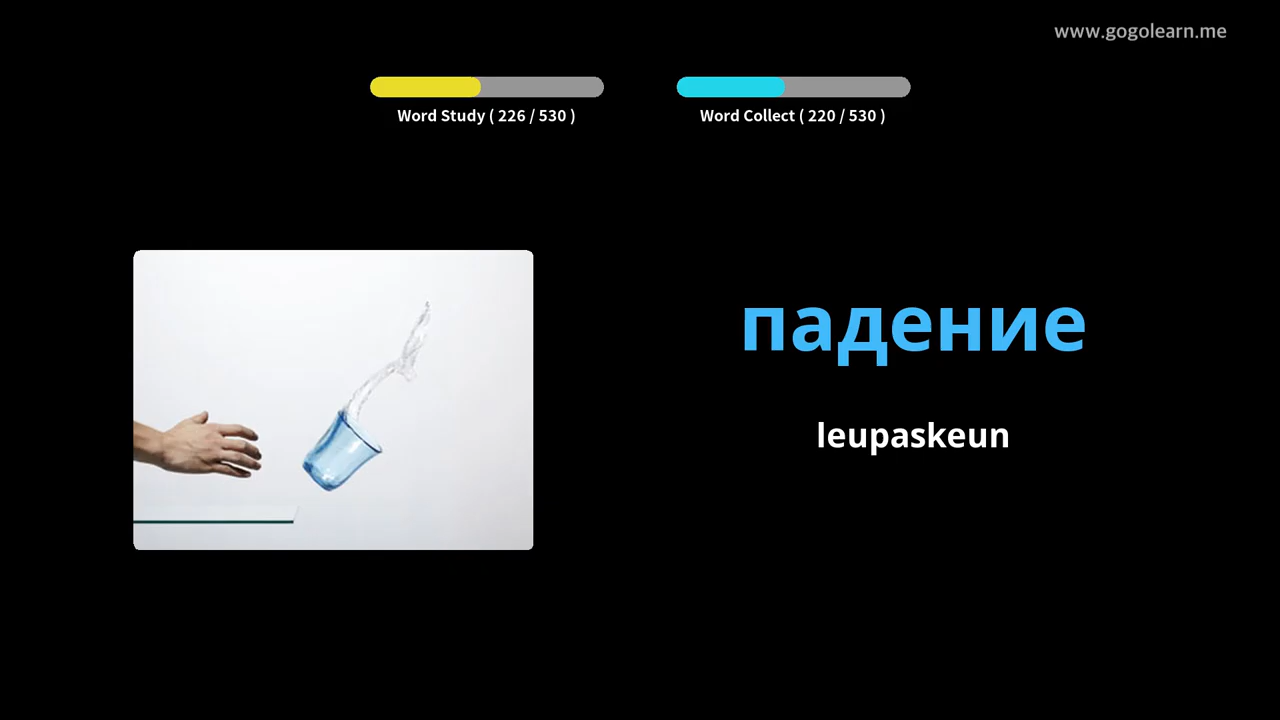 www.gogolearn.me
Word Study ( 226 / 530 )
Word Collect ( 220 / 530 )
падение
leupaskeun